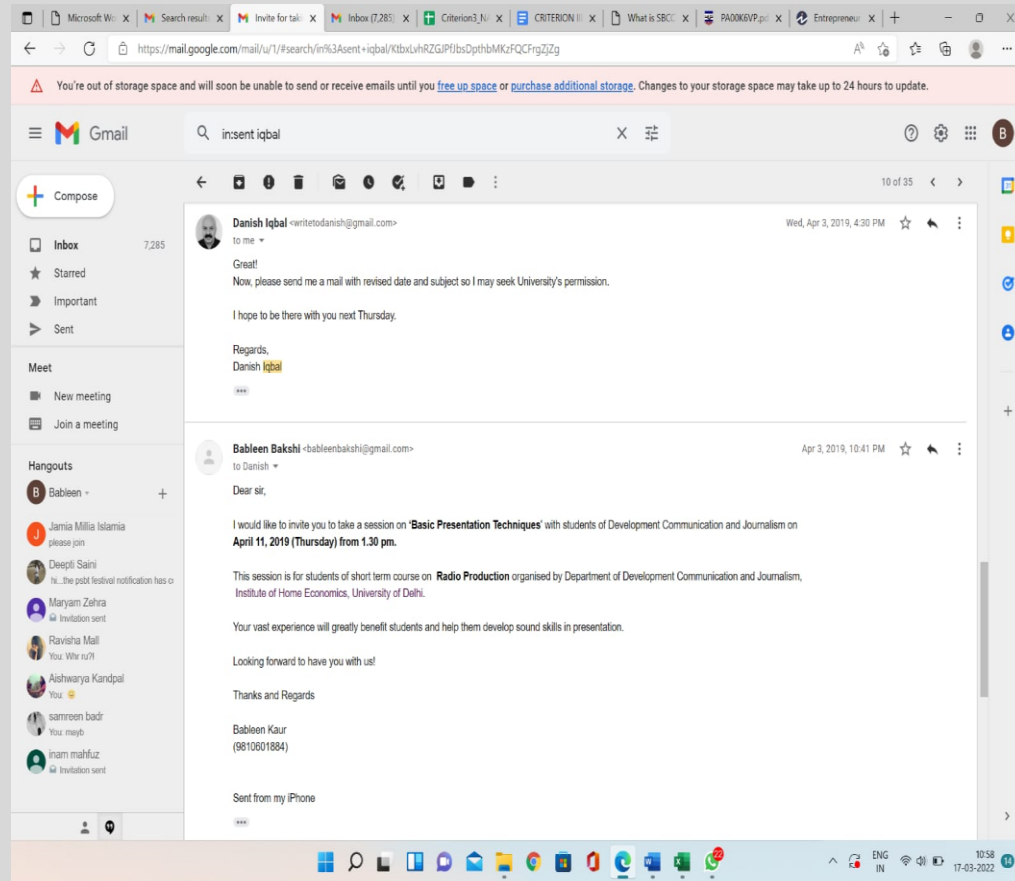 Microsoft Wo
Search result
Invite for tak
Inbox (7,285)
Criterion3_N
CRITERION III
What is SBCC
PA00K6VP.pd
Entrepreneur
https://mail.google.com/mail/u/1/#search/in%3Asent+iqbal/KtbxLvhRZGJPfJbsDpthbMKzFQCFrgZjZg
You're out of storage space and will soon be unable to send or receive emails until you free up space or purchase additional storage. Changes to your storage space may take up to 24 hours to update.
Gmail
in:sent iqbal
B
Compose
10 of 35
Inbox 7,285
Starred
Important
Sent
Meet
New meeting
Join a meeting
Hangouts
B Bableen
J Jamia Millia Islamia
please join
Deepti Saini
hi...the psbt festival notification has
Maryam Zehra
Invitation sent
Ravisha Mall
You: Whr ru?!
Aishwarya Kandpal
You:
samreen badr
You: mayb
inam mahfuz
Invitation sent
Danish Iqbal <writetodanish@gmail.com> Wed, Apr 3, 2019, 4:30 PM
to me
Great!
Now, please send me a mail with revised date and subject so I may seek University's permission.
I hope to be there with you next Thursday.
Regards,
Danish Iqbal
Bableen Bakshi <bableenbakshi@gmail.com> Apr 3, 2019, 10:41 PM
to Danish
Dear sir,
I would like to invite you to take a session on 'Basic Presentation Techniques' with students of Development Communication and Journalism on
April 11, 2019 (Thursday) from 1.30 pm.
This session is for students of short term course on Radio Production organised by Department of Development Communication and Journalism,
Institute of Home Economics, University of Delhi.
Your vast experience will greatly benefit students and help them develop sound skills in presentation.
Looking forward to have you with us!
Thanks and Regards
Bableen Kaur
(9810601884)
Sent from my iPhone
22
ENG
IN
10:58
17-03-2022
14